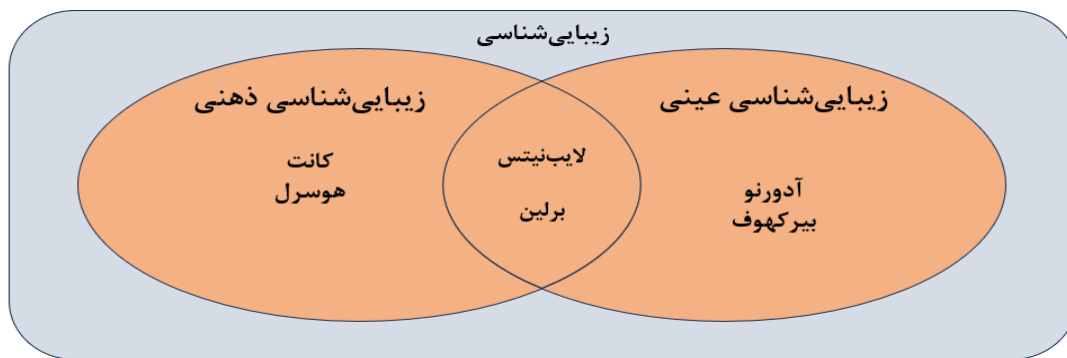 زیبایی‌شناسی
زیبایی‌شناسی عینی
آدورنو
بیرکهوف
لایب‌نیتس
برلین
زیبایی‌شناسی ذهنی
کانت
هوسرل